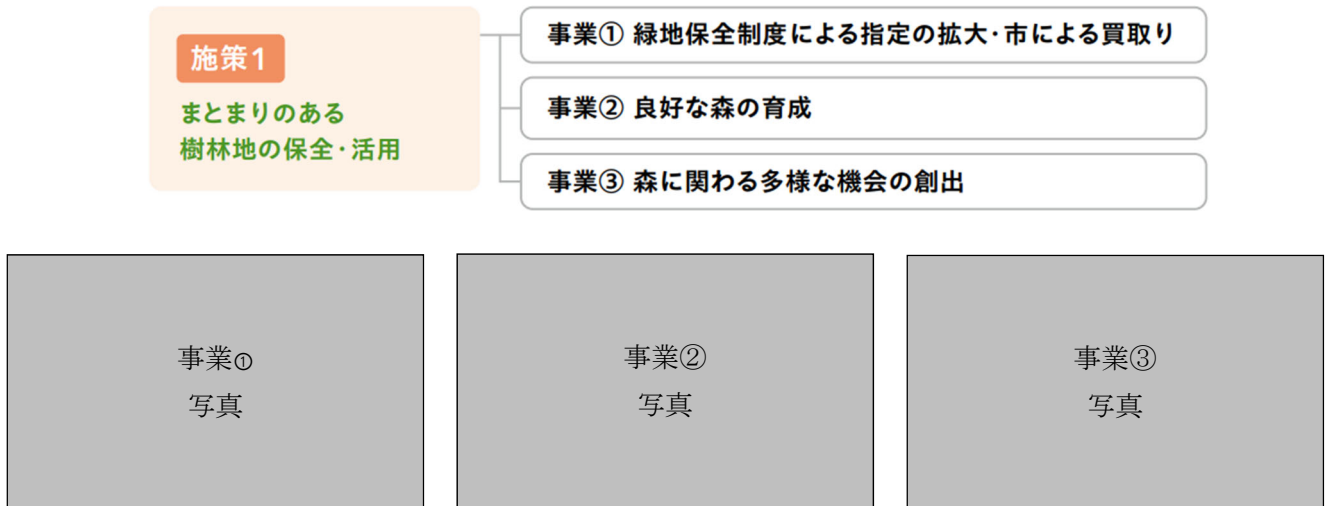 施策1
まとまりのある
樹林地の保全・活用
事業① 緑地保全制度による指定の拡大・市による買取り
事業② 良好な森の育成
事業③ 森に関わる多様な機会の創出
事業①
写真
事業②
写真
事業③
写真